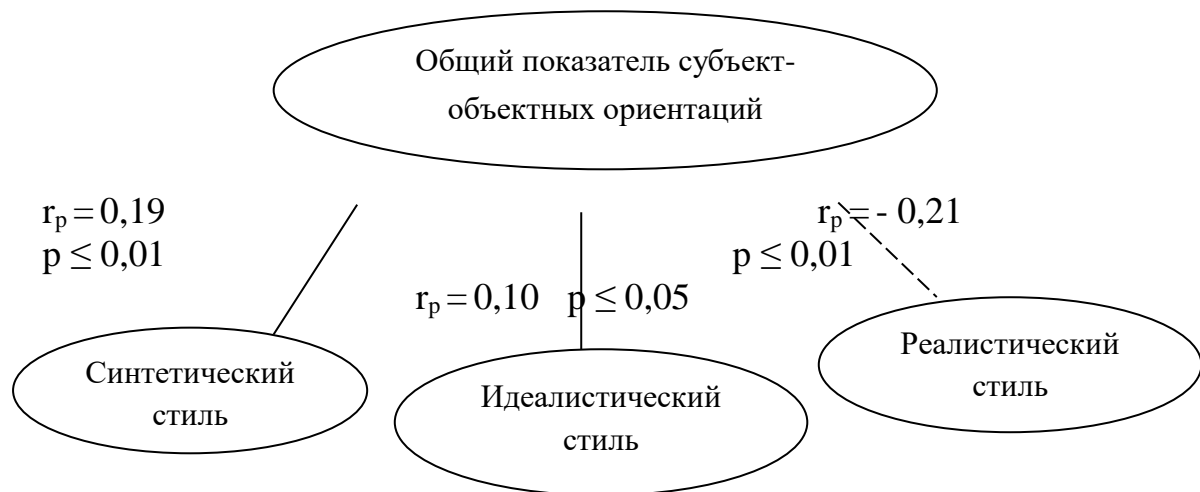 Общий показатель субъект-
объектных ориентаций
rp = 0,19
p ≤ 0,01
rp = - 0,21
p ≤ 0,01
rp = 0,10 p ≤ 0,05
Синтетический
стиль
Идеалистический
стиль
Реалистический
стиль